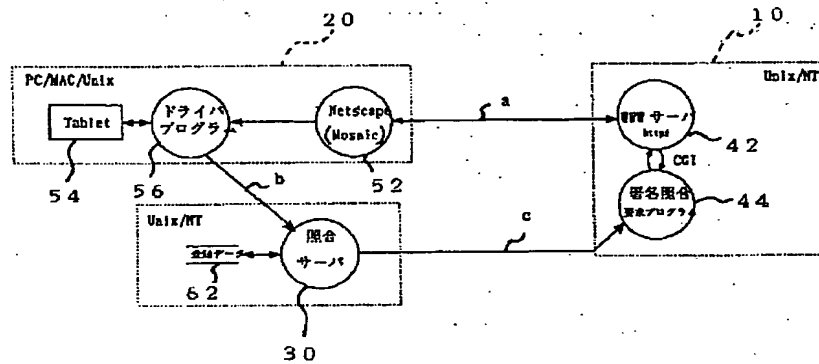 20
10
PC/MAC/Unix
Unix/NT
Tablet
ドライバ
プログラム
Netscape
(Mosaic)
a
WWW サーバ
httpd
42
CGI
54
56
52
b
署名照合
要求プログラム
44
Unix/NT
c
登録データ
照合
サーバ
62
30